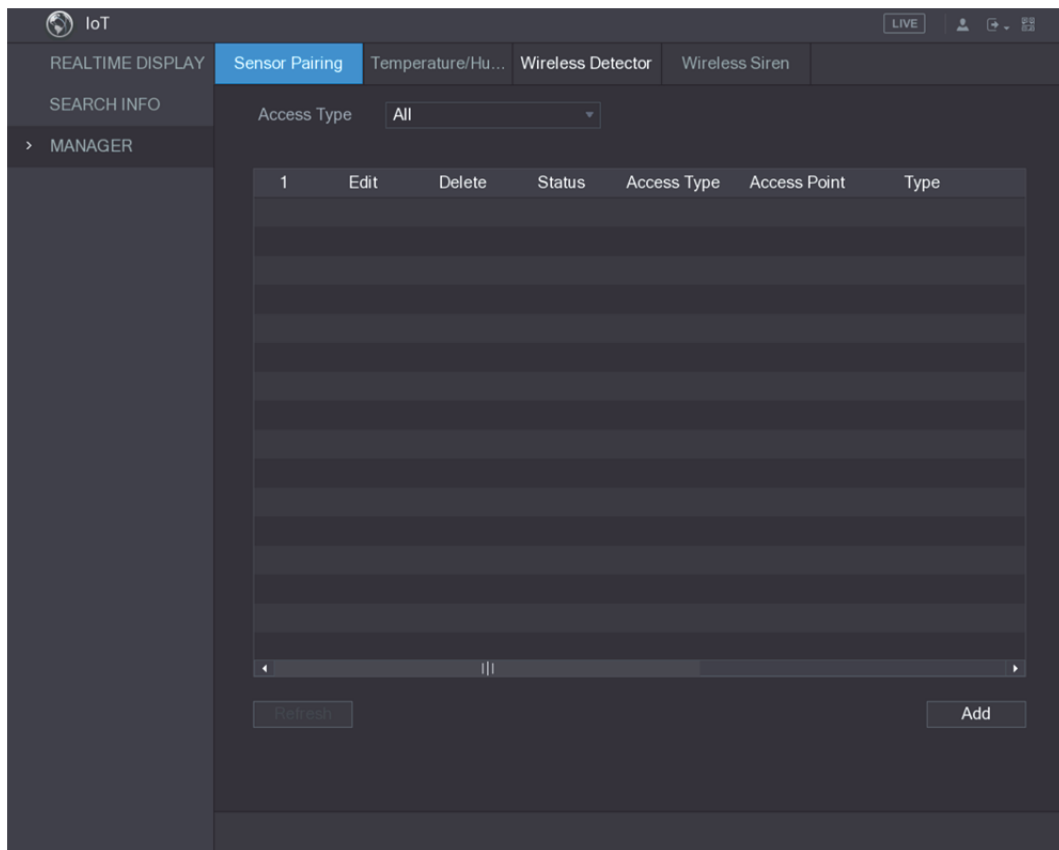 IoT LIVE
REALTIME DISPLAY
SEARCH INFO
MANAGER
Sensor Pairing Temperature/Hu... Wireless Detector Wireless Siren
Access Type All
1 Edit Delete Status Access Type Access Point Type
Refresh Add